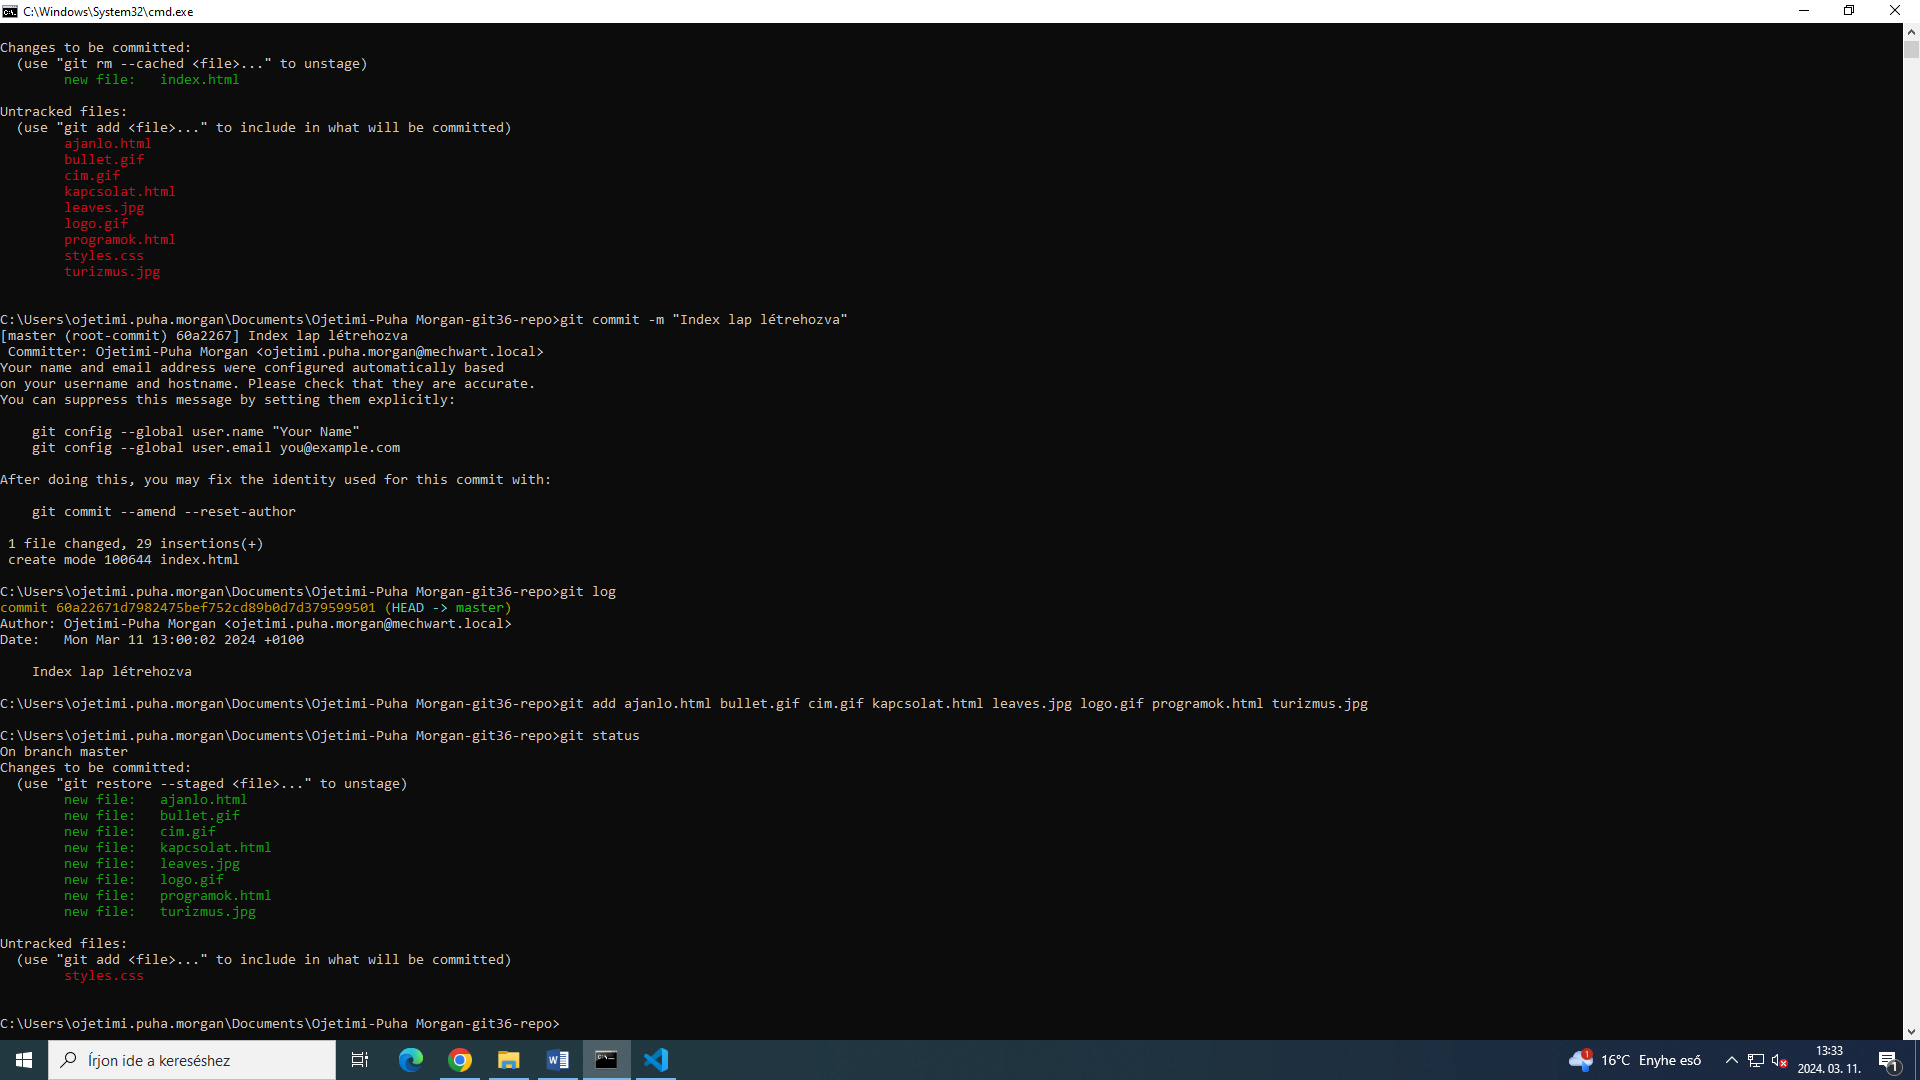 C:\Windows\System32\cmd.exe
Changes to be committed:
  (use "git rm --cached <file>..." to unstage)
        new file:   index.html
Untracked files:
  (use "git add <file>..." to include in what will be committed)
        ajanlo.html
        bullet.gif
        cim.gif
        kapcsolat.html
        leaves.jpg
        logo.gif
        programok.html
        styles.css
        turizmus.jpg
C:\Users\ojetimi.puha.morgan\Documents\Ojetimi-Puha Morgan-git36-repo>git commit -m "Index lap létrehozva"
[master (root-commit) 60a2267] Index lap létrehozva
 Committer: Ojetimi-Puha Morgan <ojetimi.puha.morgan@mechwart.local>
Your name and email address were configured automatically based
on your username and hostname. Please check that they are accurate.
You can suppress this message by setting them explicitly:
    git config --global user.name "Your Name"
    git config --global user.email you@example.com
After doing this, you may fix the identity used for this commit with:
    git commit --amend --reset-author
 1 file changed, 29 insertions(+)
 create mode 100644 index.html
C:\Users\ojetimi.puha.morgan\Documents\Ojetimi-Puha Morgan-git36-repo>git log
commit 60a22671d7982475bef752cd89b0d7d379599501 (HEAD -> master)
Author: Ojetimi-Puha Morgan <ojetimi.puha.morgan@mechwart.local>
Date:   Mon Mar 11 13:00:02 2024 +0100
    Index lap létrehozva
C:\Users\ojetimi.puha.morgan\Documents\Ojetimi-Puha Morgan-git36-repo>git add ajanlo.html bullet.gif cim.gif kapcsolat.html leaves.jpg logo.gif programok.html turizmus.jpg
C:\Users\ojetimi.puha.morgan\Documents\Ojetimi-Puha Morgan-git36-repo>git status
On branch master
Changes to be committed:
  (use "git restore --staged <file>..." to unstage)
        new file:   ajanlo.html
        new file:   bullet.gif
        new file:   cim.gif
        new file:   kapcsolat.html
        new file:   leaves.jpg
        new file:   logo.gif
        new file:   programok.html
        new file:   turizmus.jpg
Untracked files:
  (use "git add <file>..." to include in what will be committed)
        styles.css
C:\Users\ojetimi.puha.morgan\Documents\Ojetimi-Puha Morgan-git36-repo>
Írjon ide a kereséshez
1
16°C Enyhe eső
13:33
2024. 03. 11.
1